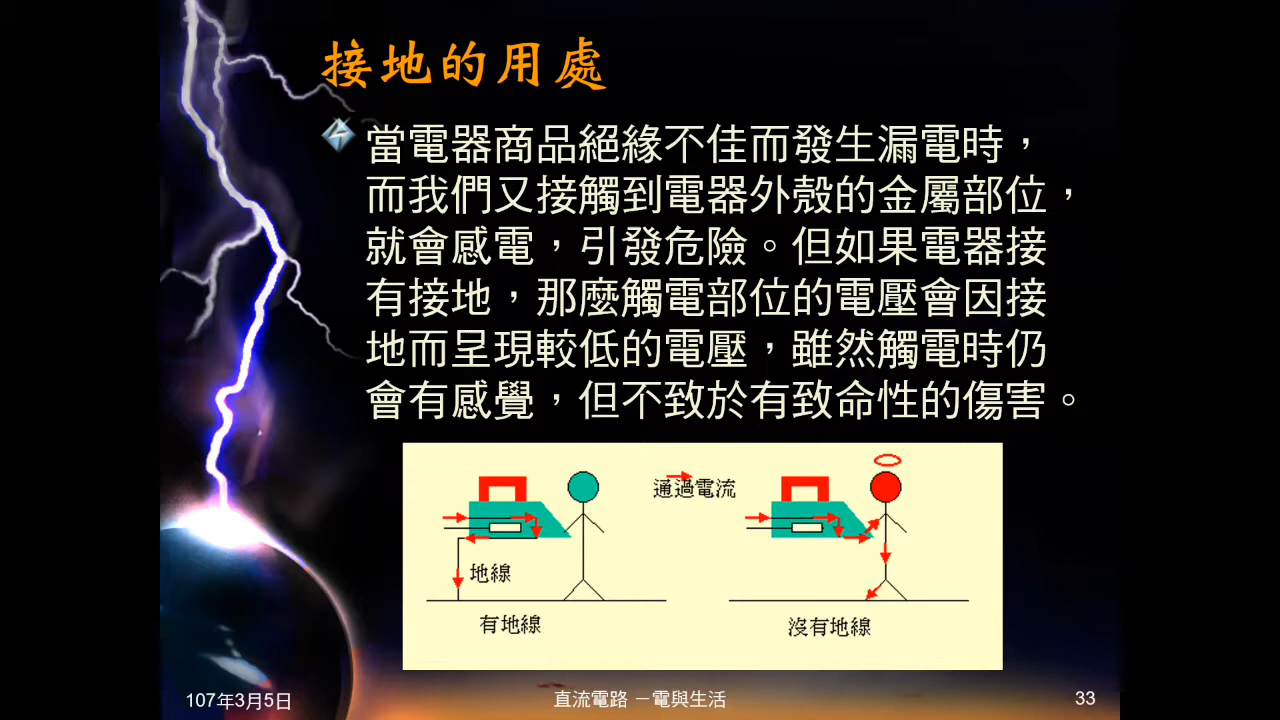 接地的用處
當電器商品絕緣不佳而發生漏電時，
而我們又接觸到電器外殼的金屬部位，
就會感電，引發危險。但如果電器接
有接地，那麼觸電部位的電壓會因接
地而呈現較低的電壓，雖然觸電時仍
會有感覺，但不致於有致命性的傷害。
通過電流
地線
有地線
沒有地線
107年3月5日
直流電路 －電與生活
33